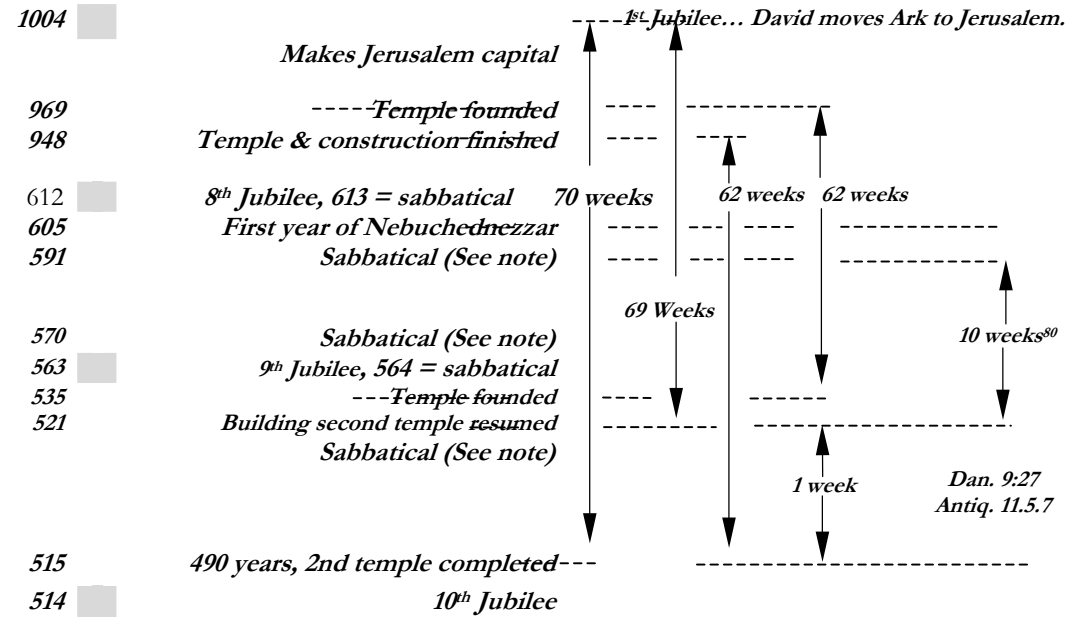 1004 1st Jubilee… David moves Ark to Jerusalem.
Makes Jerusalem capital
969 Temple founded
948 Temple & construction finished
612 8th Jubilee, 613 = sabbatical 70 weeks 62 weeks 62 weeks
605 First year of Nebuchednezzar
591 Sabbatical (See note)
69 Weeks
570 Sabbatical (See note) 10 weeks80
563 9th Jubilee, 564 = sabbatical
535 Temple founded
521 Building second temple resumed
Sabbatical (See note)
1 week Dan. 9:27
Antiq. 11.5.7
515 490 years, 2nd temple completed
514 10th Jubilee